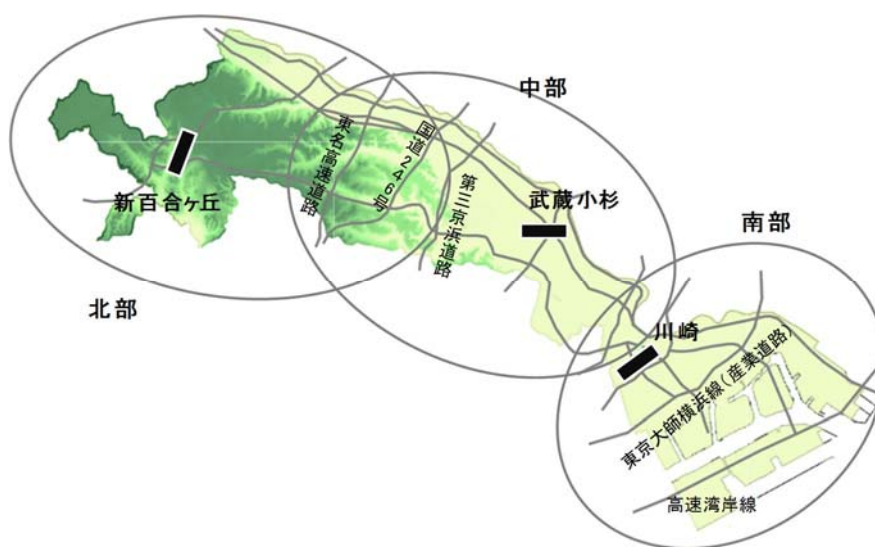 中部
東名高速道路
国道246号
第三京浜道路
武蔵小杉
新百合ヶ丘
南部
北部
川崎
東京大師横浜線(産業道路)
高速湾岸線